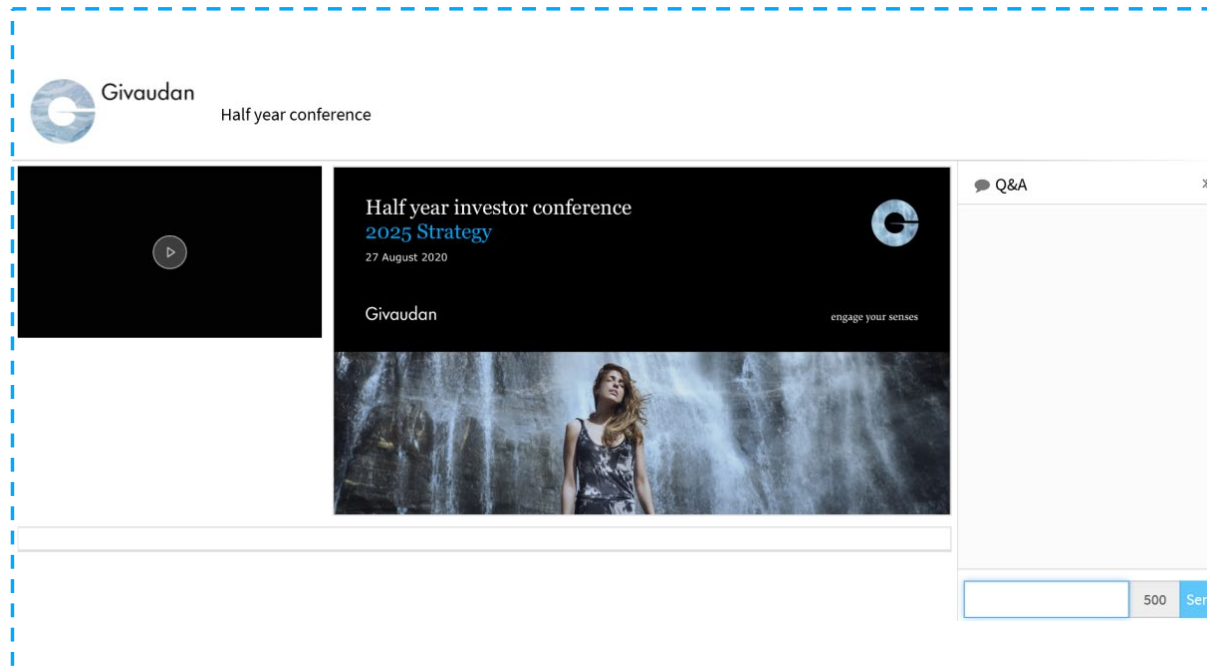 Givaudan
Half year conference
Half year investor conference
2025 Strategy
27 August 2020
Givaudan
engage your senses
Q&A
500